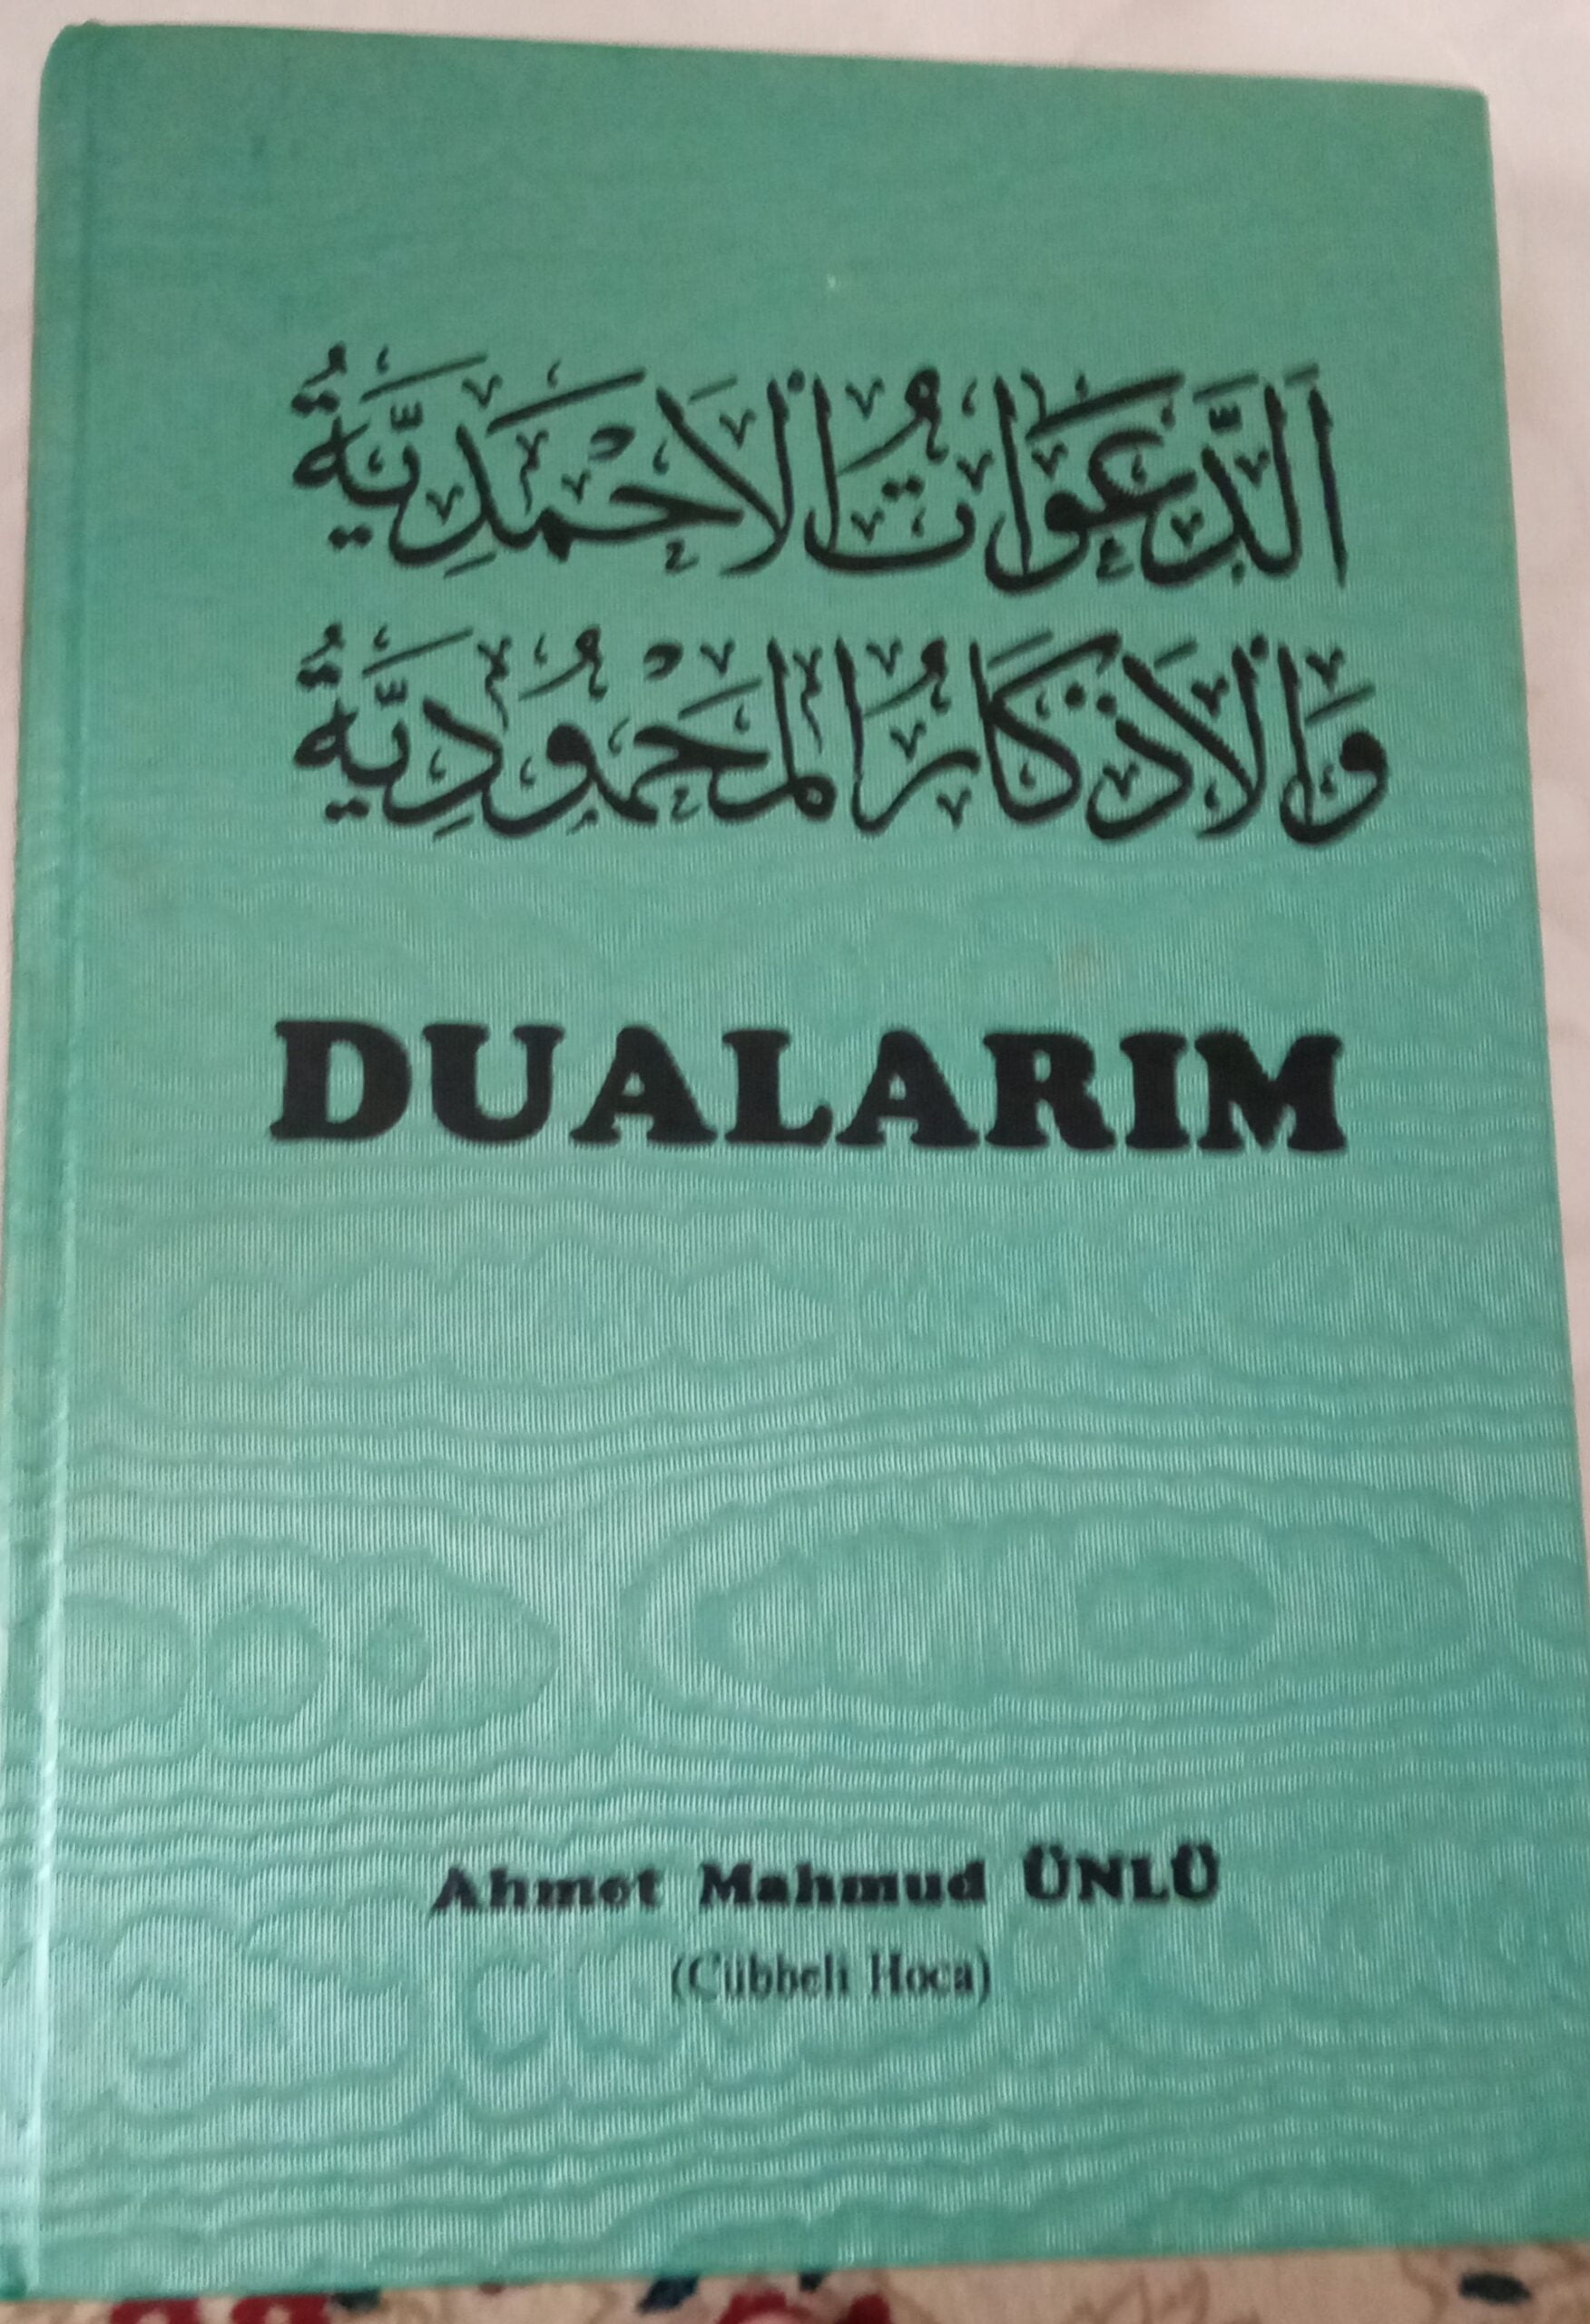 اَلدَّعَوَاتُ الْاَحْمَدِيَّةُ
وَالْاَذْكَارُ الْمَحْمُودِيَّةُ
DUALARIM
Ahmet Mahmud ÜNLÜ
(Cübbeli Hoca)